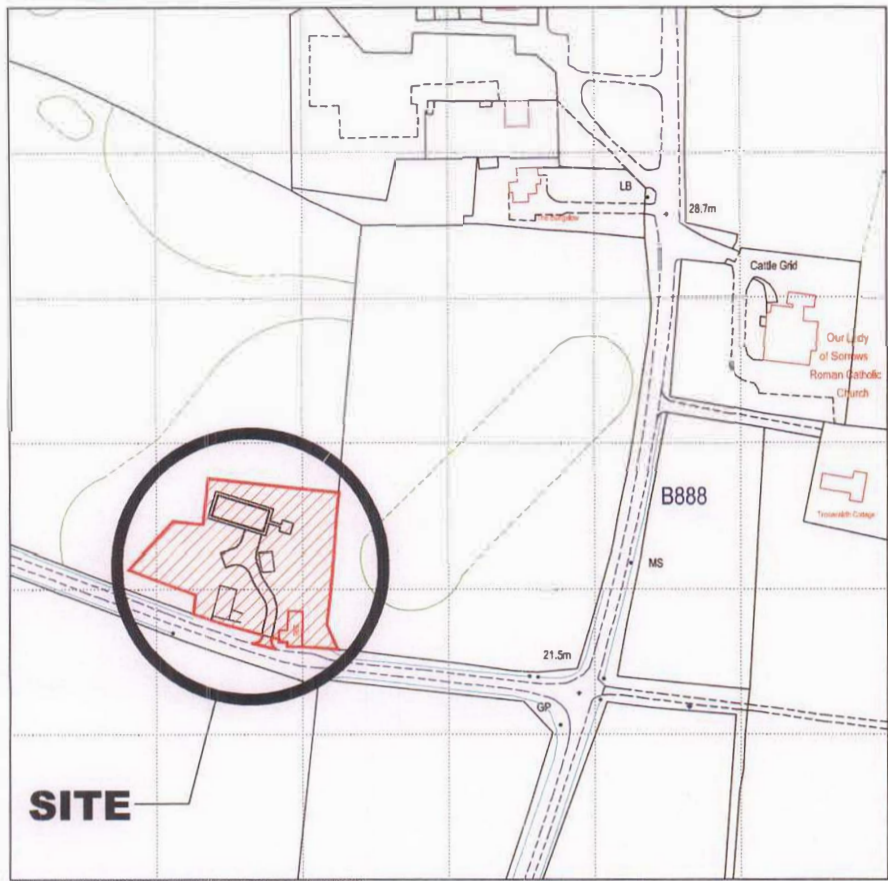 LB
28.7m
Cattle Grid
Our Lady
of Sorrows
Roman Catholic
Church
B888
MS
21.5m
GP
SITE